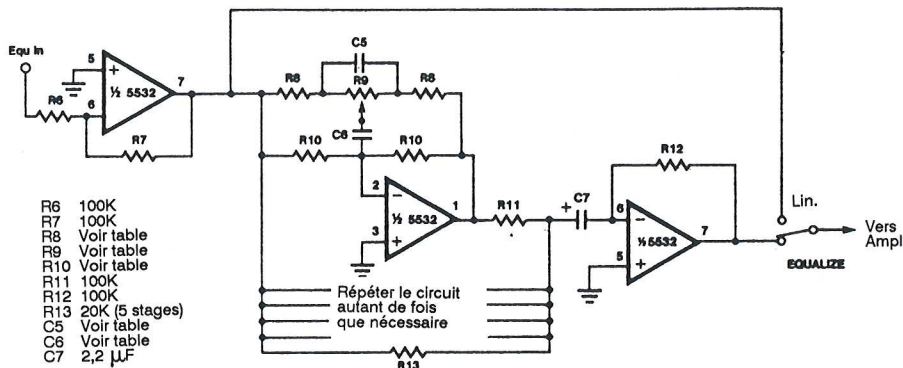 Equ In
R6
5
+
6
7
½ 5532
R7
C5
R8
R9
R8
C6
R10
R10
2
−
3
+
½ 5532
1
R11
+
C7
R12
6
−
5
+
½ 5532
7
Lin.
EQUALIZE
Vers
Ampl
Répéter le circuit
autant de fois
que nécessaire
R13
R6 100K
R7 100K
R8 Voir table
R9 Voir table
R10 Voir table
R11 100K
R12 100K
R13 20K (5 stages)
C5 Voir table
C6 Voir table
C7 2,2 µF